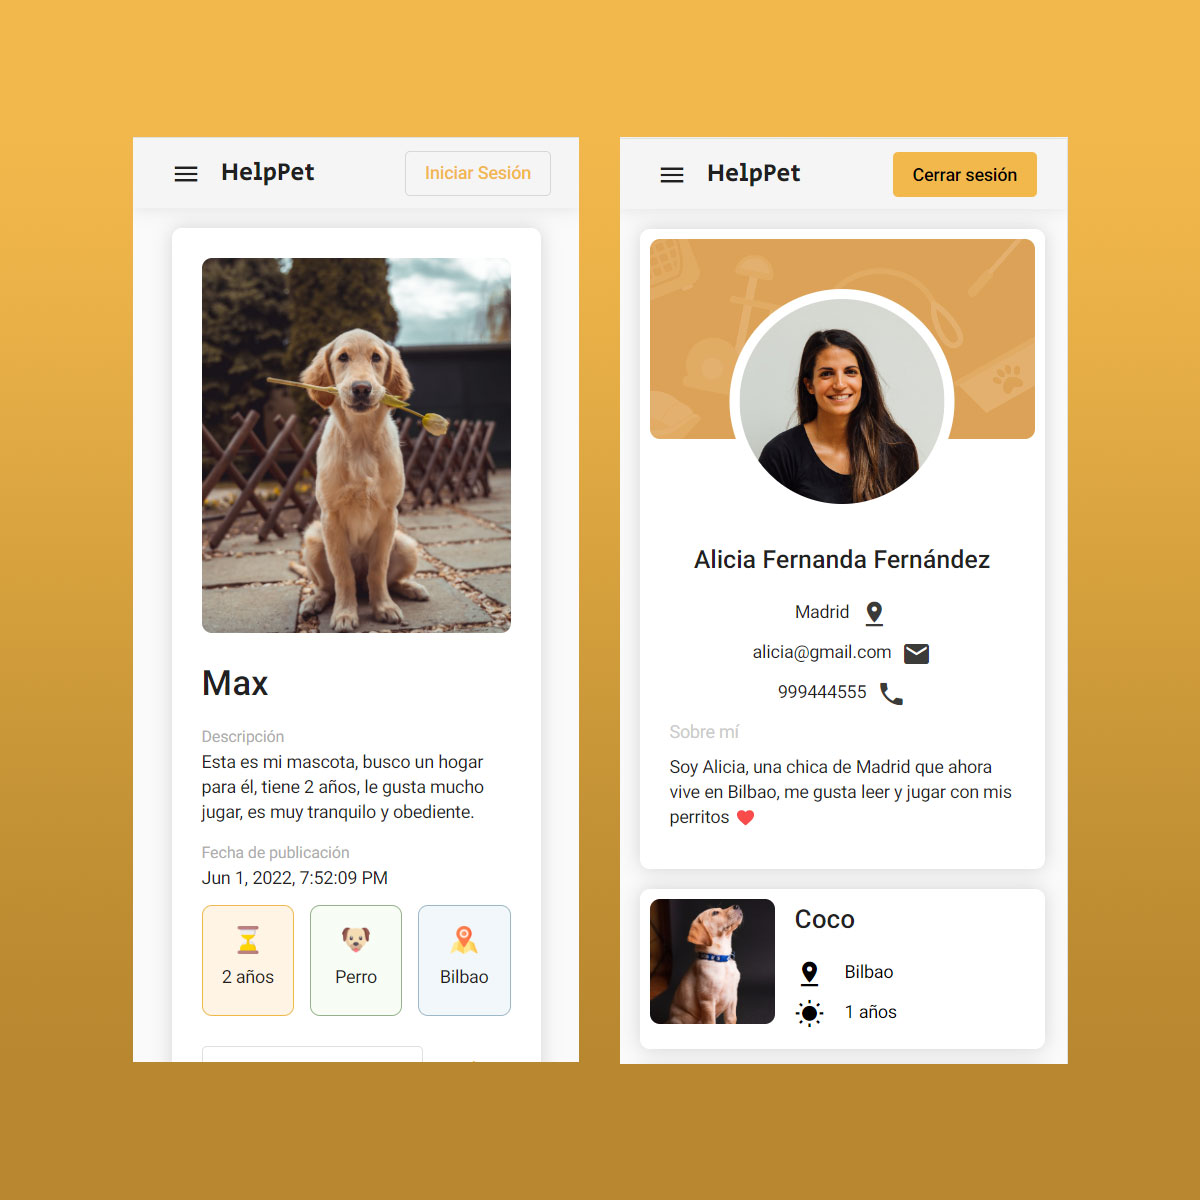 HelpPet
Iniciar Sesión
Max
Descripción
Esta es mi mascota, busco un hogar
para él, tiene 2 años, le gusta mucho
jugar, es muy tranquilo y obediente.
Fecha de publicación
Jun 1, 2022, 7:52:09 PM
2 años
Perro
Bilbao
HelpPet
Cerrar sesión
Alicia Fernanda Fernández
Madrid
alicia@gmail.com
999444555
Sobre mí
Soy Alicia, una chica de Madrid que ahora
vive en Bilbao, me gusta leer y jugar con mis
perritos ❤️
Coco
Bilbao
1 años